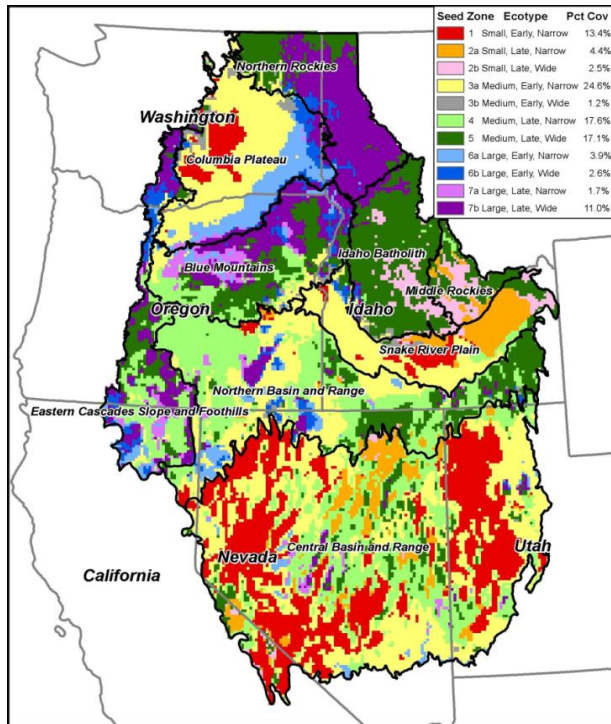 Seed Zone Ecotype Pct Cov
1 Small, Early, Narrow 13.4%
2a Small, Late, Narrow 4.4%
2b Small, Late, Wide 2.5%
3a Medium, Early, Narrow 24.6%
3b Medium, Early, Wide 1.2%
4 Medium, Late, Narrow 17.6%
5 Medium, Late, Wide 17.1%
6a Large, Early, Narrow 3.9%
6b Large, Early, Wide 2.6%
7a Large, Late, Narrow 1.7%
7b Large, Late, Wide 11.0%
Northern Rockies
Washington
Columbia Plateau
Idaho Batholith
Blue Mountains
Middle Rockies
Oregon
Idaho
Snake River Plain
Northern Basin and Range
Eastern Cascades Slope and Foothills
Nevada
Central Basin and Range
Utah
California